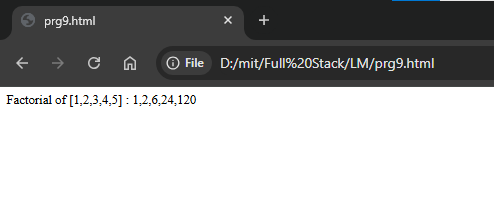 prg9.html
File D:/mit/Full%20Stack/LM/prg9.html
Factorial of [1,2,3,4,5] : 1,2,6,24,120